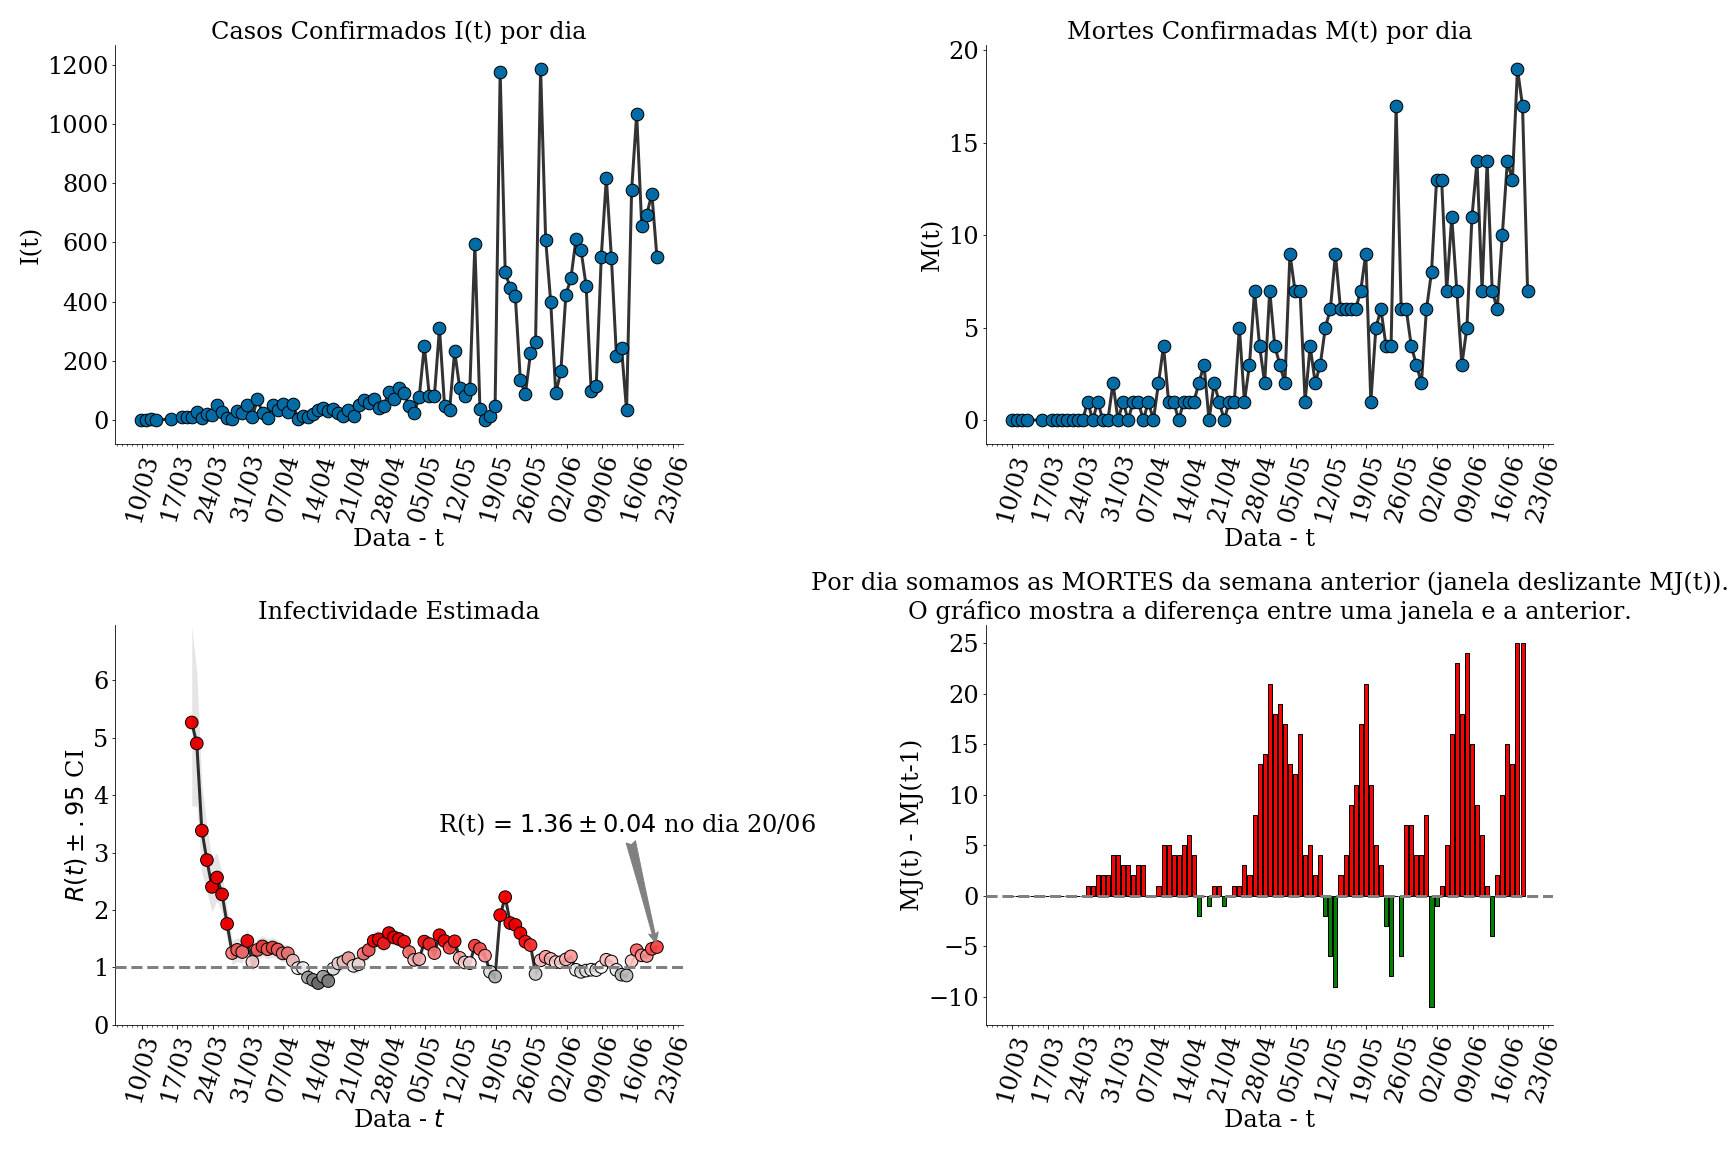 Casos Confirmados I(t) por dia
I(t)
1200
1000
800
600
400
200
0
10/03 17/03 24/03 31/03 07/04 14/04 21/04 28/04 05/05 12/05 19/05 26/05 02/06 09/06 16/06 23/06
Data - t
Mortes Confirmadas M(t) por dia
M(t)
20
15
10
5
0
10/03 17/03 24/03 31/03 07/04 14/04 21/04 28/04 05/05 12/05 19/05 26/05 02/06 09/06 16/06 23/06
Data - t
Infectividade Estimada
R(t) ± .95 CI
6
5
4
3
2
1
0
R(t) = 1.36 ± 0.04 no dia 20/06
10/03 17/03 24/03 31/03 07/04 14/04 21/04 28/04 05/05 12/05 19/05 26/05 02/06 09/06 16/06 23/06
Data - t
Por dia somamos as MORTES da semana anterior (janela deslizante MJ(t)).
O gráfico mostra a diferença entre uma janela e a anterior.
MJ(t) - MJ(t-1)
25
20
15
10
5
0
−5
−10
10/03 17/03 24/03 31/03 07/04 14/04 21/04 28/04 05/05 12/05 19/05 26/05 02/06 09/06 16/06 23/06
Data - t